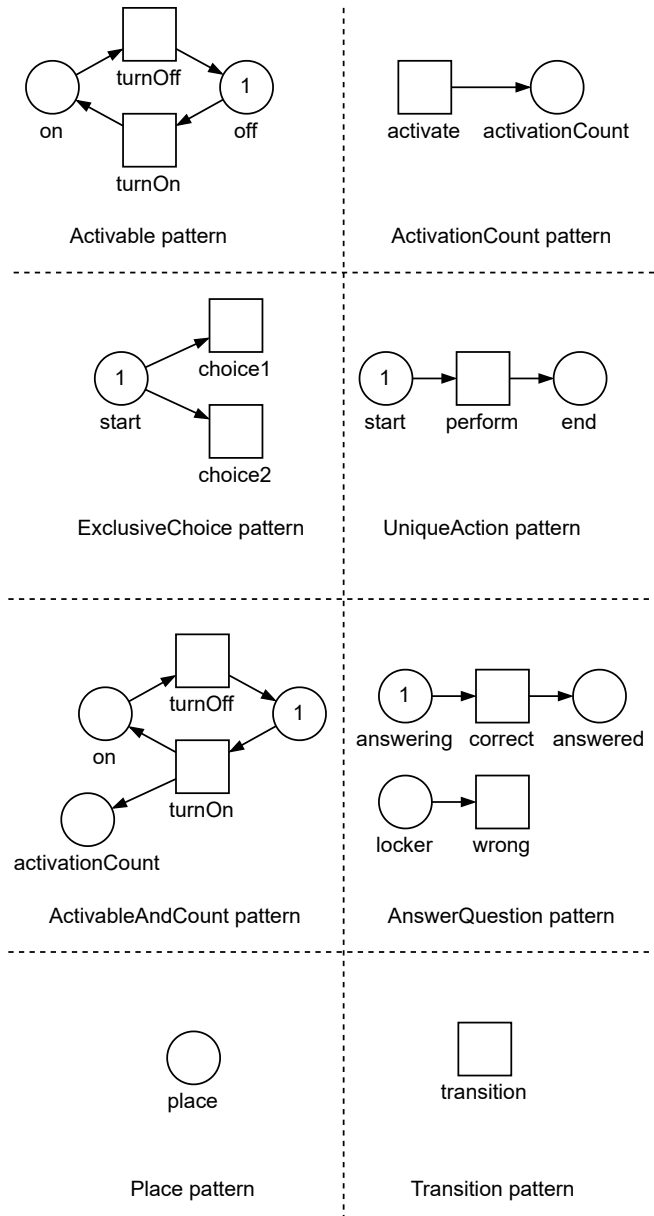 turnOff
1
on
off
turnOn
Activable pattern
activate
activationCount
ActivationCount pattern
choice1
1
start
choice2
ExclusiveChoice pattern
1
start
perform
end
UniqueAction pattern
turnOff
1
on
turnOn
activationCount
ActivableAndCount pattern
1
answering
correct
answered
locker
wrong
AnswerQuestion pattern
place
Place pattern
transition
Transition pattern